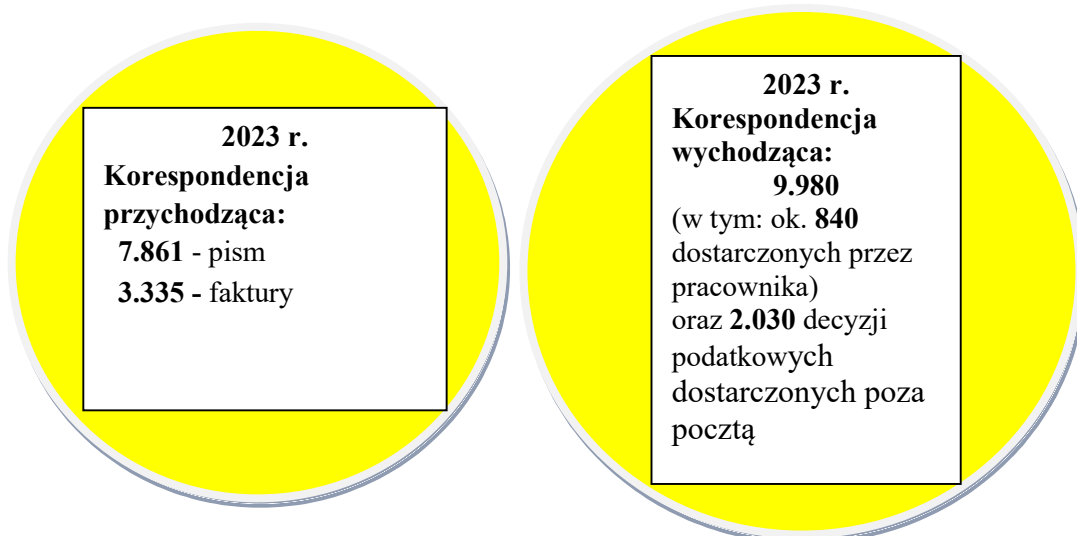 2023 r.
Korespondencja
przychodząca:
7.861 - pism
3.335 - faktury
2023 r.
Korespondencja
wychodząca:
9.980
(w tym: ok. 840
dostarczonych przez
pracownika)
oraz 2.030 decyzji
podatkowych
dostarczonych poza
pocztą